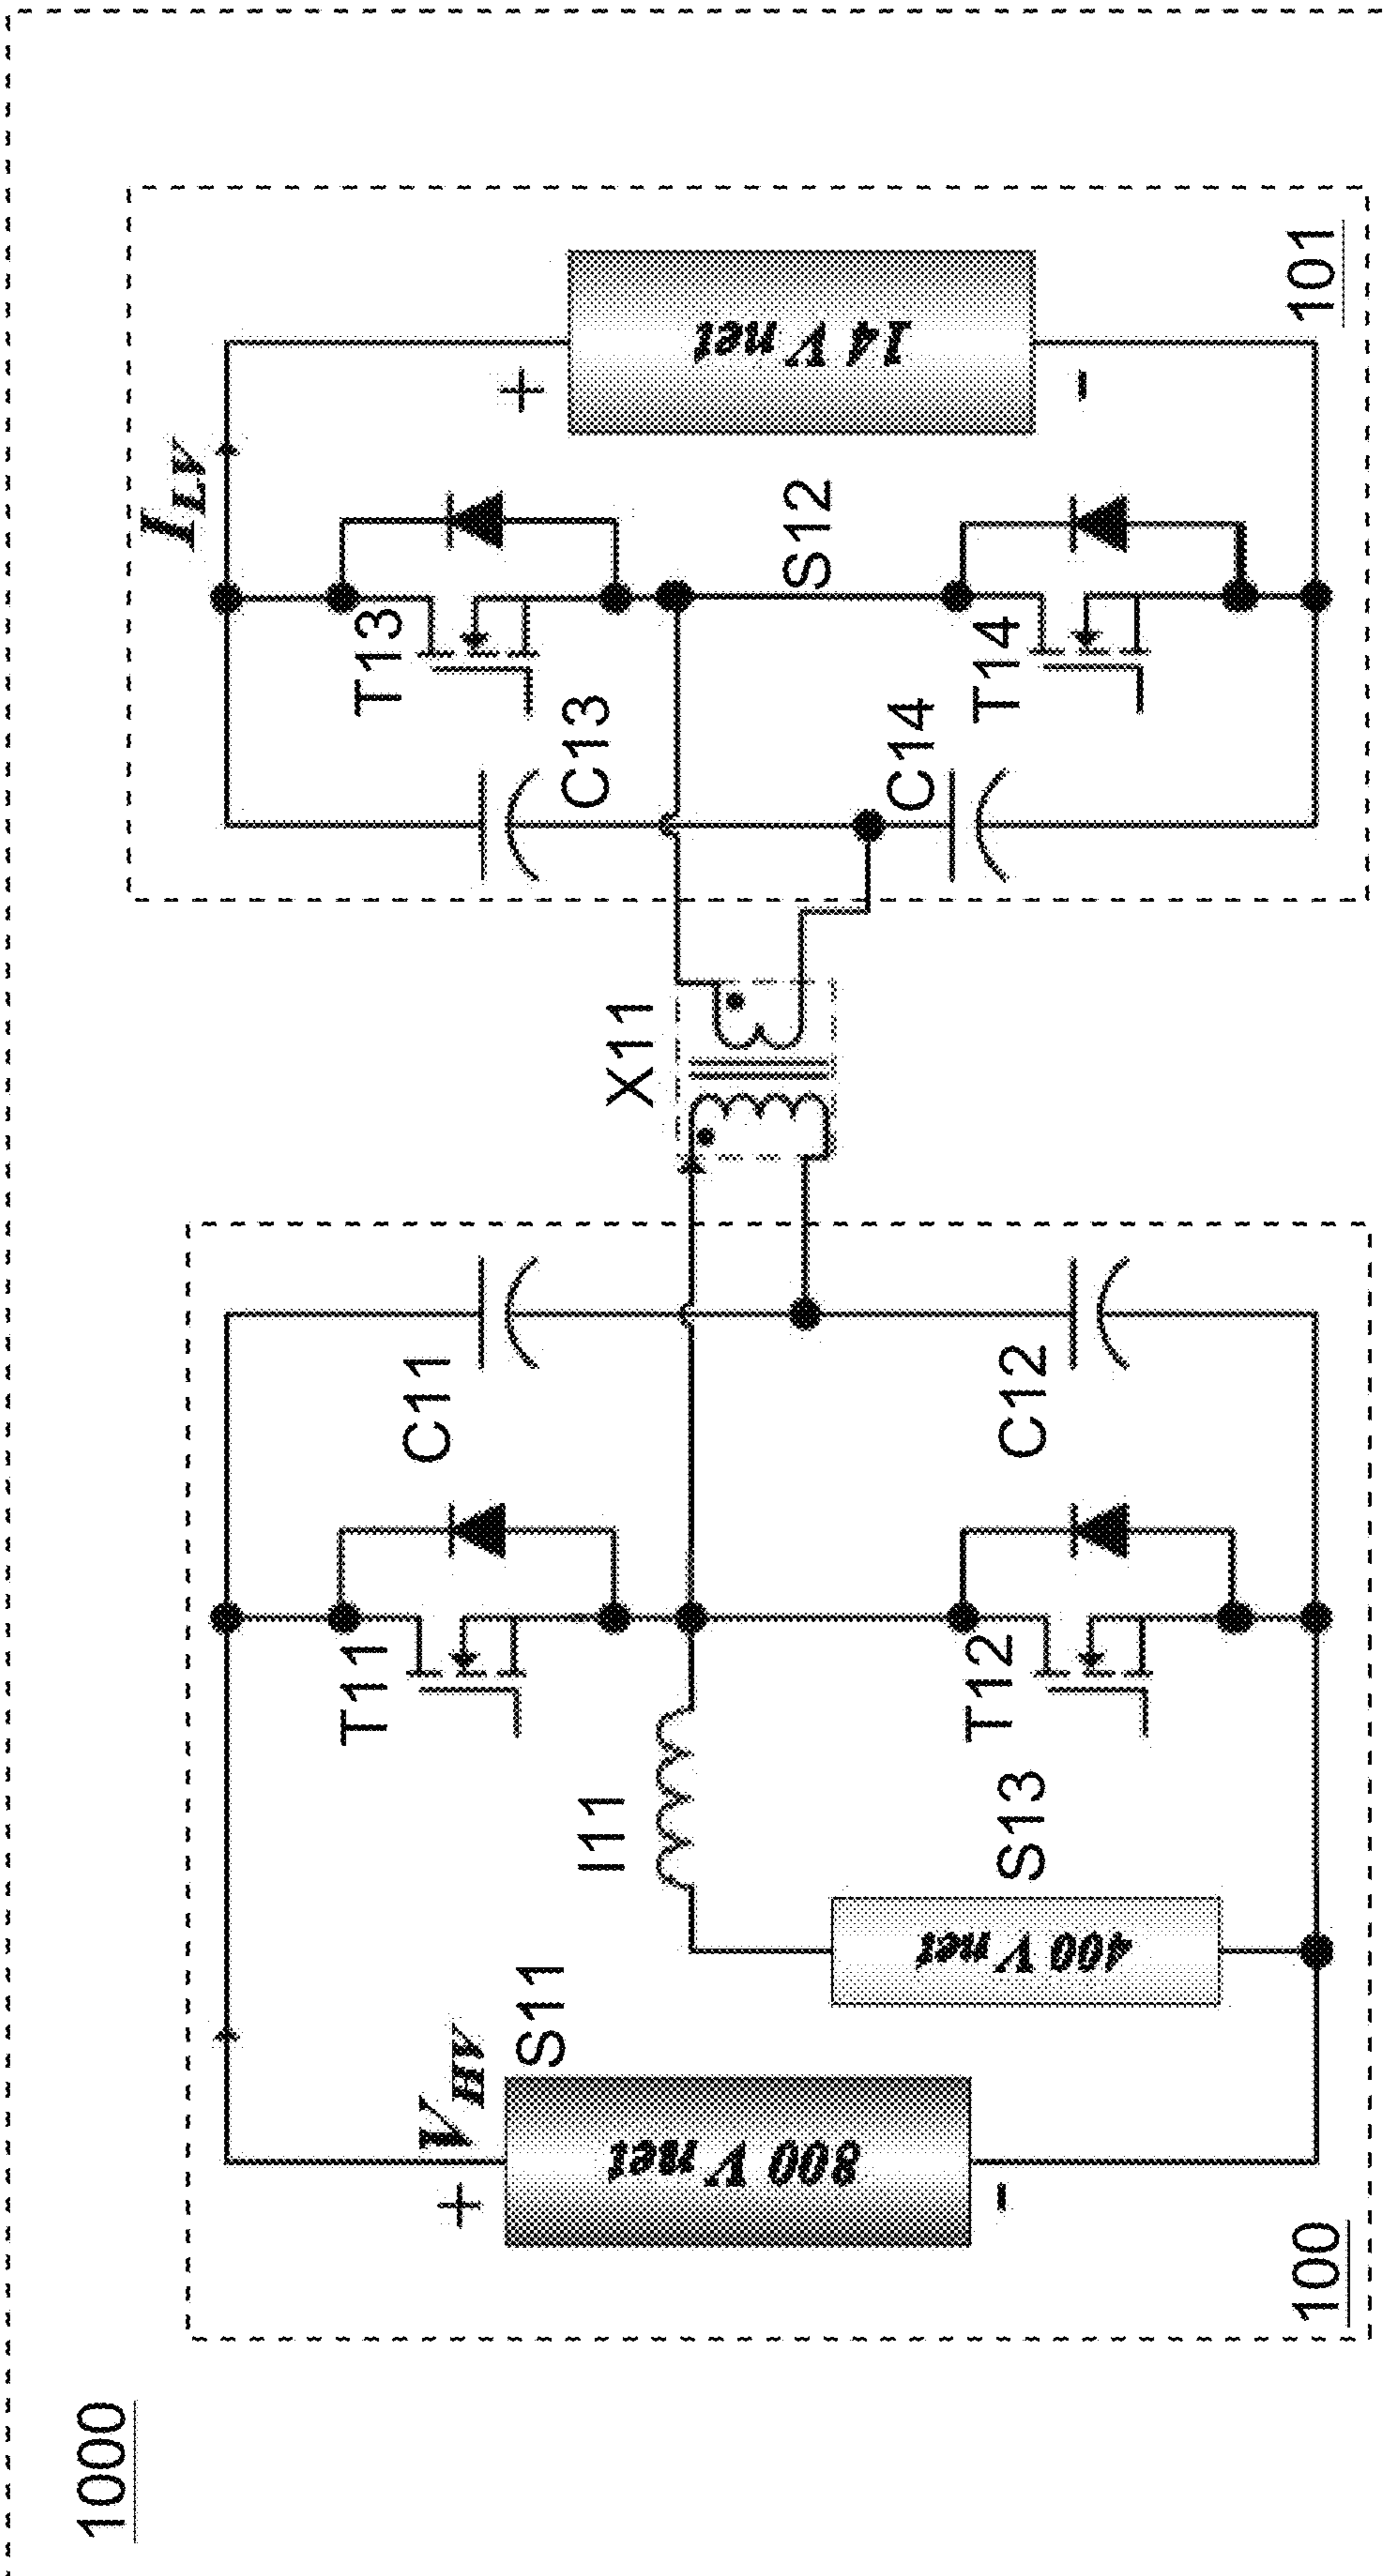 1000
100
V_HV
+
800 V net
-
S11
400 V net
S13
I11
T11
T12
C11
C12
X11
C13
C14
T13
T14
S12
I_LV
+
14 V net
-
101